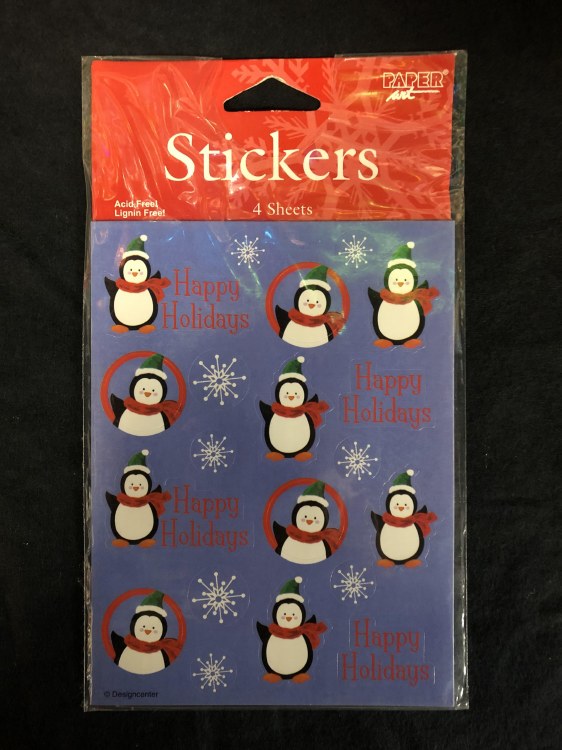 PAPER®
art
Stickers
Acid Free!
Lignin Free!
4 Sheets
Happy
Holidays
Happy
Holidays
Happy
Holidays
Happy
Holidays
© Designcenter